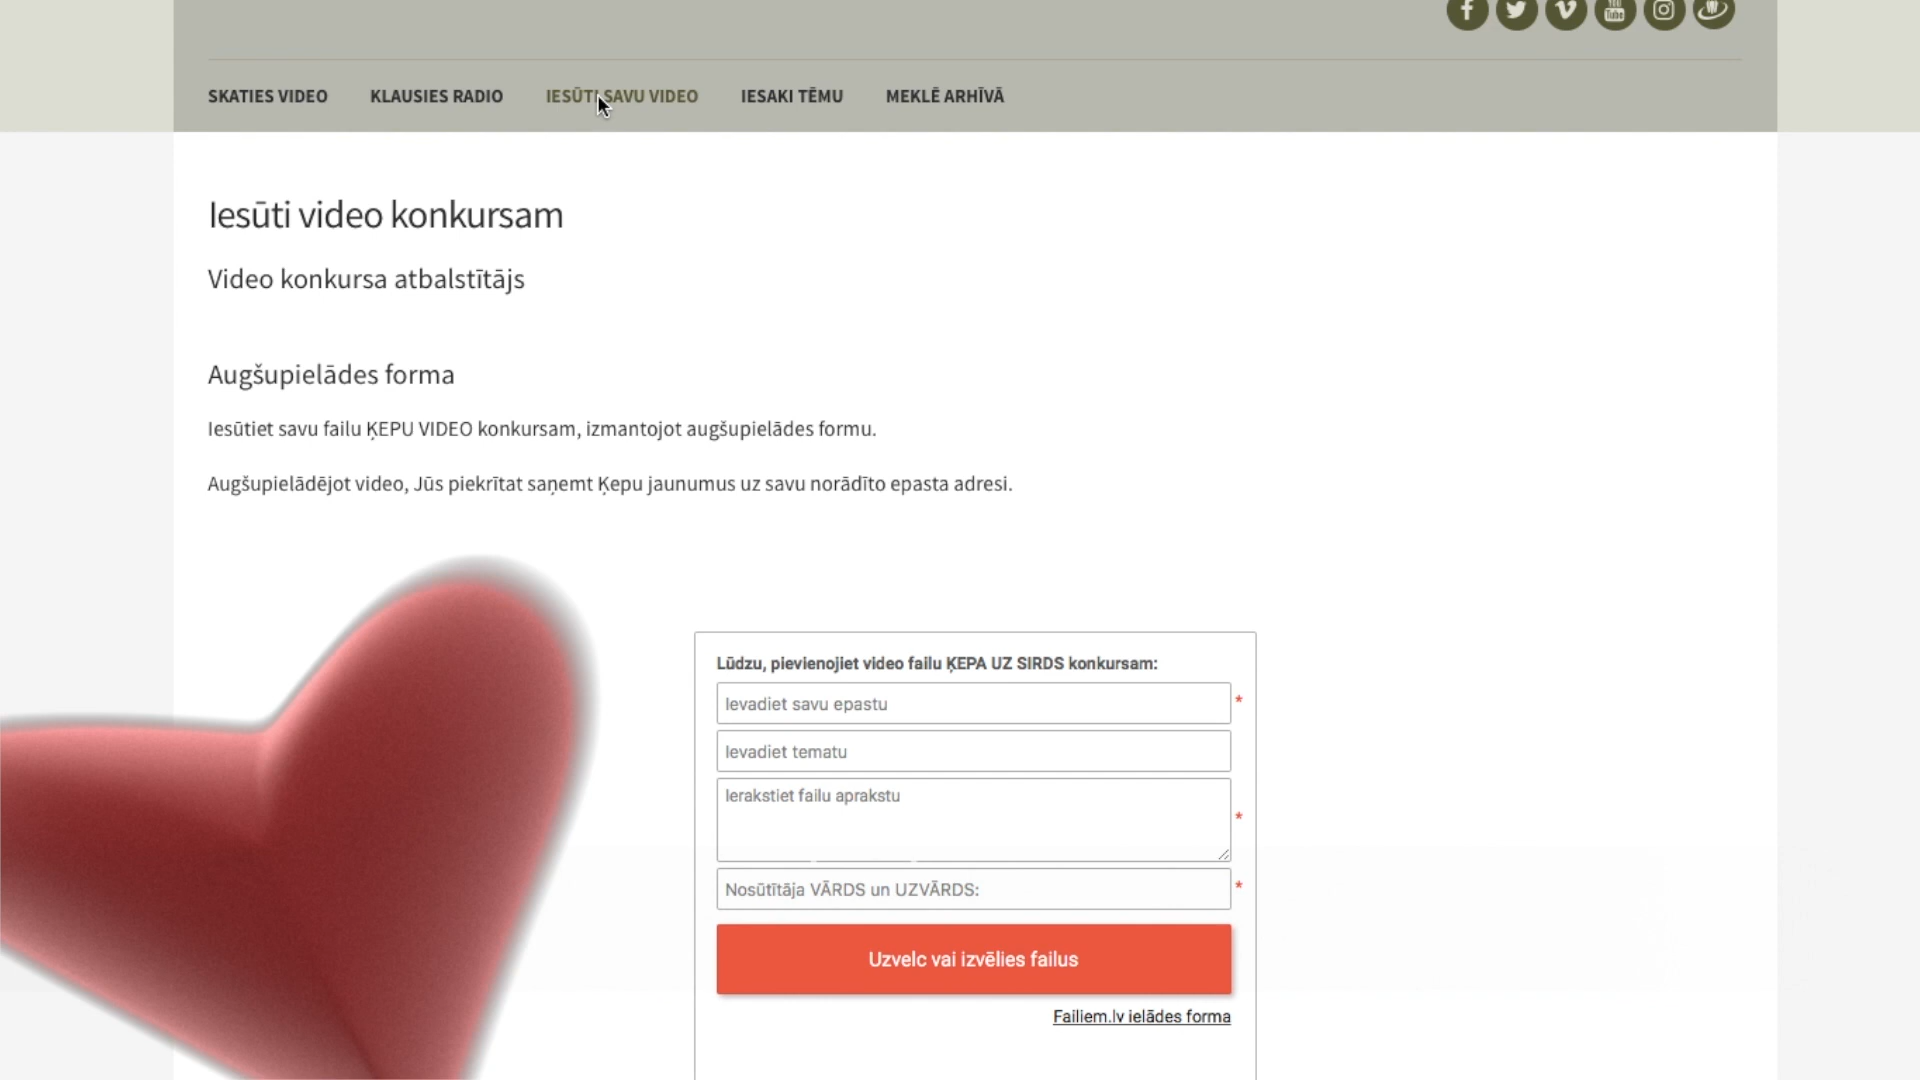 You
Tube
SKATIES VIDEO KLAUSIES RADIO IESŪTI SAVU VIDEO IESAKI TĒMU MEKLĒ ARHĪVĀ
Iesūti video konkursam
Video konkursa atbalstītājs
Augšupielādes forma
Iesūtiet savu failu ĶEPU VIDEO konkursam, izmantojot augšupielādes formu.
Augšupielādējot video, Jūs piekrītat saņemt Ķepu jaunumus uz savu norādīto epasta adresi.
Lūdzu, pievienojiet video failu ĶEPA UZ SIRDS konkursam:
Ievadiet savu epastu *
Ievadiet tematu
Ierakstiet failu aprakstu
*
Nosūtītāja VĀRDS un UZVĀRDS: *
Uzvelc vai izvēlies failus
Failiem.lv ielādes forma